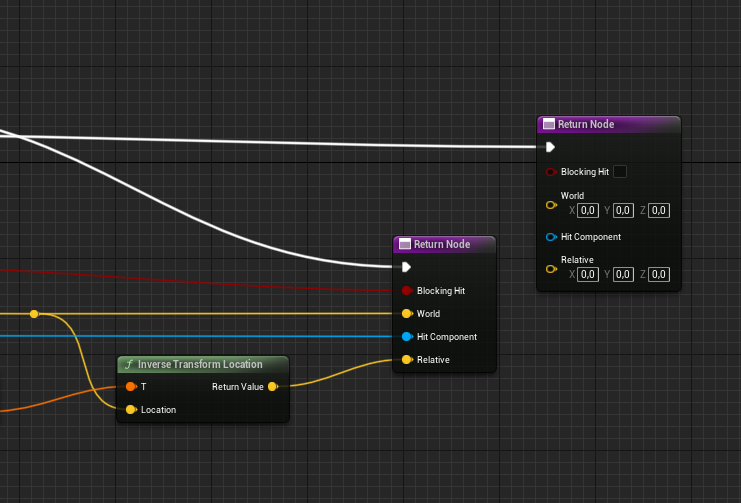 Return Node
Blocking Hit
World
X 0,0 Y 0,0 Z 0,0
Hit Component
Relative
X 0,0 Y 0,0 Z 0,0
Return Node
Blocking Hit
World
Hit Component
Relative
f Inverse Transform Location
T Return Value
Location